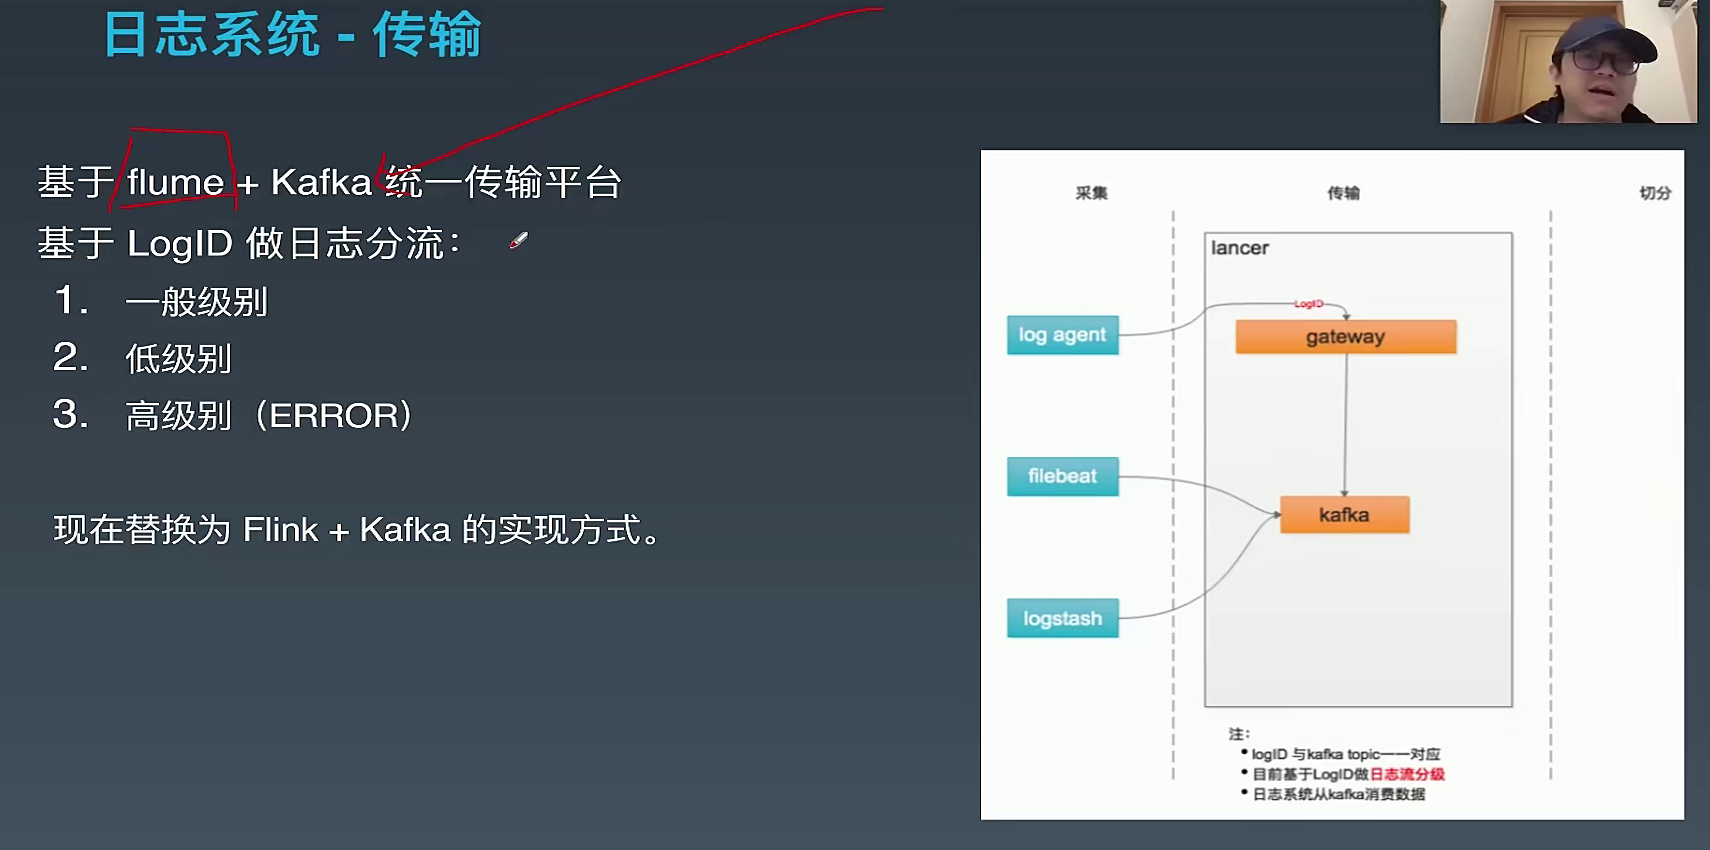 日志系统 - 传输
基于 flume + Kafka 统一传输平台
基于 LogID 做日志分流：
1. 一般级别
2. 低级别
3. 高级别（ERROR）
现在替换为 Flink + Kafka 的实现方式。
采集
传输
切分
lancer
LogID
log agent
gateway
filebeat
kafka
logstash
注：
• logID 与kafka topic一一对应
• 目前基于LogID做日志流分级
• 日志系统从kafka消费数据